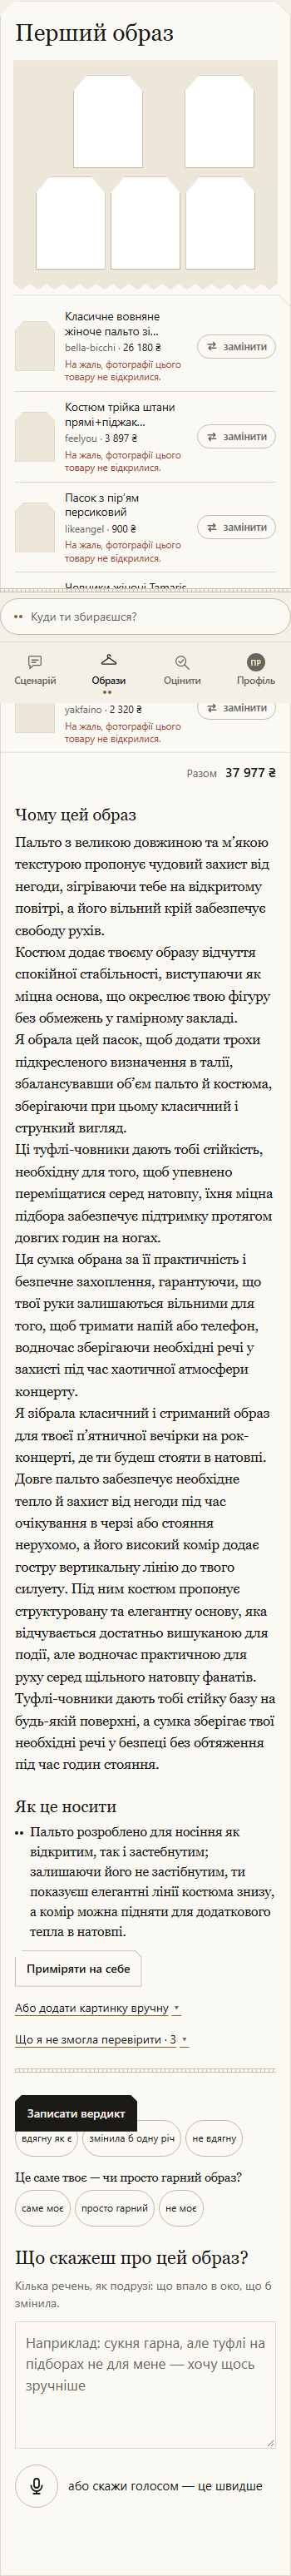 Перший образ
Класичне вовняне
жіноче пальто зі...
bella-bicchi · 26 180 ₴
На жаль, фотографії цього
товару не відкрилися.
замінити
Костюм трійка штани
прямі+піджак...
feelyou · 3 897 ₴
На жаль, фотографії цього
товару не відкрилися.
замінити
Пасок з пір'ям
персиковий
likeangel · 900 ₴
На жаль, фотографії цього
товару не відкрилися.
замінити
Куди ти збираєшся?
Сценарій
Образи
Оцінити
ПР
Профіль
yakfaino · 2 320 ₴
На жаль, фотографії цього
товару не відкрилися.
замінити
Разом 37 977 ₴
Чому цей образ
Пальто з великою довжиною та м’якою
текстурою пропонує чудовий захист від
негоди, зігріваючи тебе на відкритому
повітрі, а його вільний крій забезпечує
свободу рухів.
Костюм додає твоєму образу відчуття
спокійної стабільності, виступаючи як
міцна основа, що окреслює твою фігуру
без обмежень у гамірному закладі.
Я обрала цей пасок, щоб додати трохи
підкресленого визначення в талії,
збалансувавши об’єм пальто й костюма,
зберігаючи при цьому класичний і
стрункий вигляд.
Ці туфлі-човники дають тобі стійкість,
необхідну для того, щоб упевнено
переміщатися серед натовпу, їхня міцна
підбора забезпечує підтримку протягом
довгих годин на ногах.
Ця сумка обрана за її практичність і
безпечне захоплення, гарантуючи, що
твої руки залишаються вільними для
того, щоб тримати напій або телефон,
водночас зберігаючи необхідні речі у
захисті під час хаотичної атмосфери
концерту.
Я зібрала класичний і стриманий образ
для твоєї п’ятничної вечірки на рок-
концерті, де ти будеш стояти в натовпі.
Довге пальто забезпечує необхідне
тепло й захист від негоди під час
очікування в черзі або стояння
нерухомо, а його високий комір додає
гостру вертикальну лінію до твого
силуету. Під ним костюм пропонує
структуровану та елегантну основу, яка
відчувається достатньо вишуканою для
події, але водночас практичною для
руху серед щільного натовпу фанатів.
Туфлі-човники дають тобі стійку базу на
будь-якій поверхні, а сумка зберігає твої
необхідні речі у безпеці без обтяження
під час годин стояння.
Як це носити
Пальто розроблено для носіння як
відкритим, так і застебнутим;
залишаючи його не застібнутим, ти
показуєш елегантні лінії костюма знизу,
а комір можна підняти для додаткового
тепла в натовпі.
Приміряти на себе
Або додати картинку вручну
Що я не змогла перевірити · 3
Записати вердикт
вдягну як є
змінила б одну річ
не вдягну
Це саме твоє — чи просто гарний образ?
саме моє
просто гарний
не моє
Що скажеш про цей образ?
Кілька речень, як подрузі: що впало в око, що б
змінила.
Наприклад: сукня гарна, але туфлі на
підборах не для мене — хочу щось
зручніше
або скажи голосом — це швидше